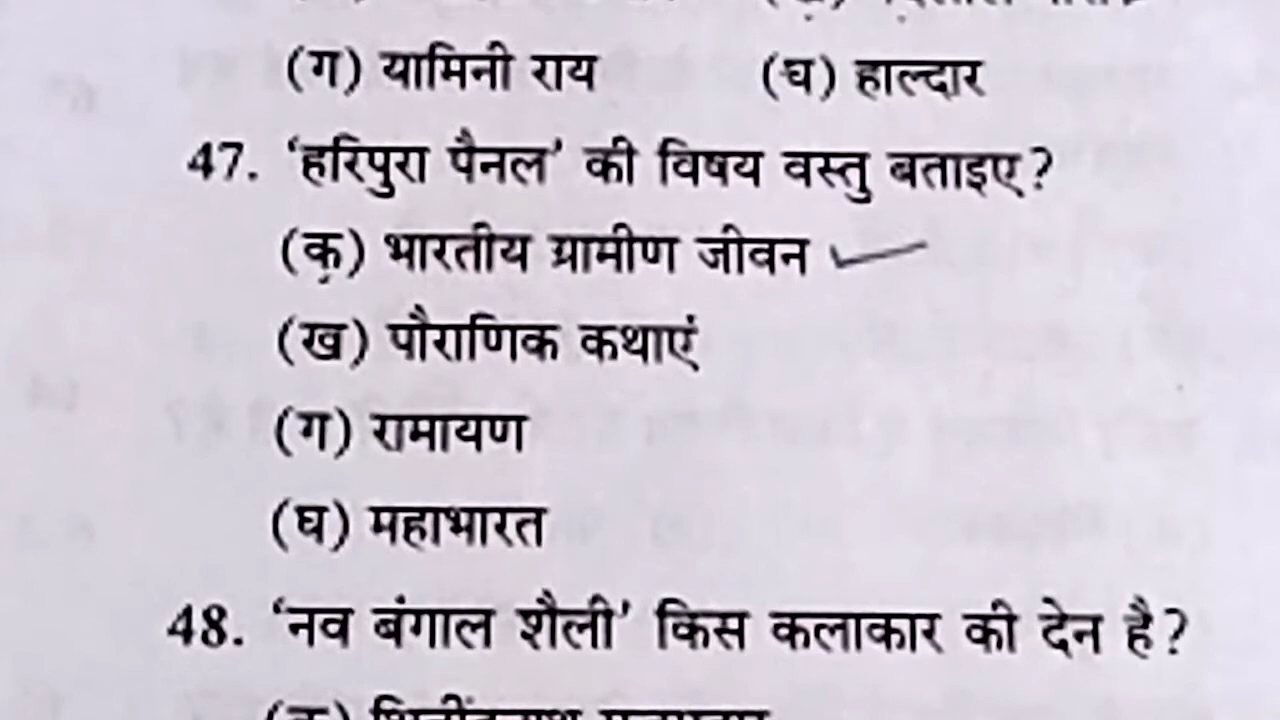 (ग) यामिनी राय (घ) हाल्दार
47. 'हरिपुरा पैनल' की विषय वस्तु बताइए?
(क) भारतीय ग्रामीण जीवन
(ख) पौराणिक कथाएं
(ग) रामायण
(घ) महाभारत
48. 'नव बंगाल शैली' किस कलाकार की देन है?